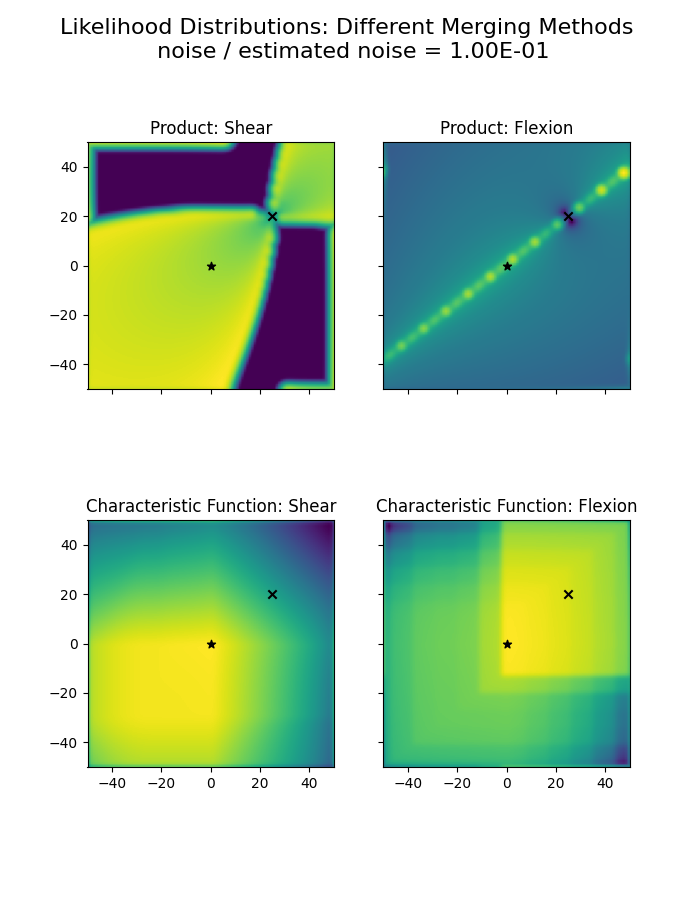 Likelihood Distributions: Different Merging Methods
noise / estimated noise = 1.00E-01
Product: Shear
Product: Flexion
40
20
0
−20
−40
Characteristic Function: Shear
Characteristic Function: Flexion
40
20
0
−20
−40
−40 −20 0 20 40
−40 −20 0 20 40